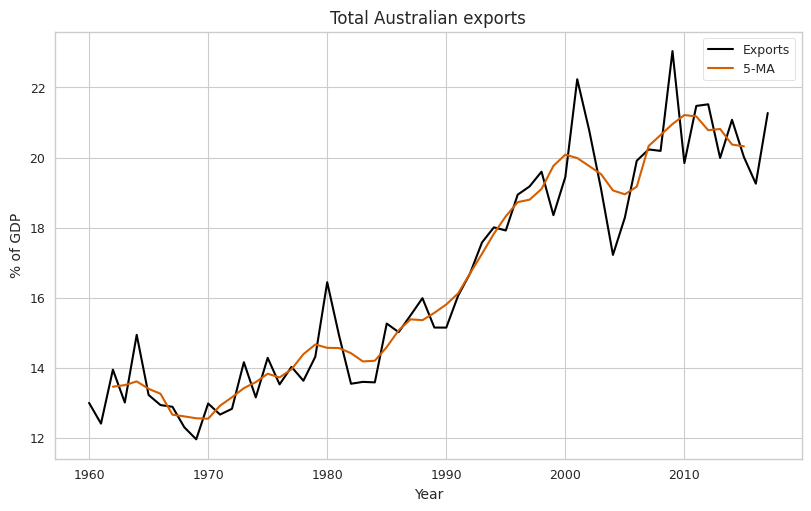 Total Australian exports
Exports
5-MA
% of GDP
22
20
18
16
14
12
1960
1970
1980
1990
2000
2010
Year